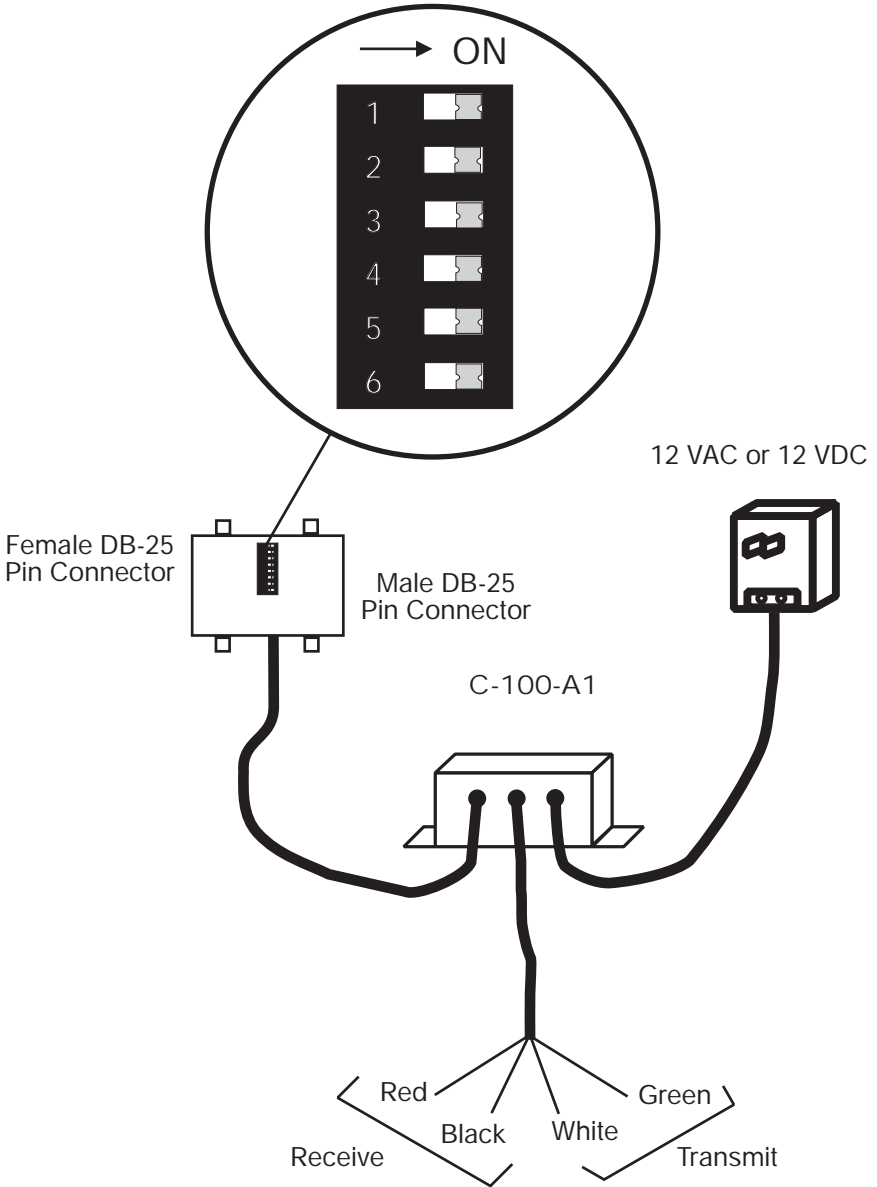 ON
1
2
3
4
5
6
12 VAC or 12 VDC
Female DB-25
Pin Connector
Male DB-25
Pin Connector
C-100-A1
Red
Black
White
Green
Receive
Transmit